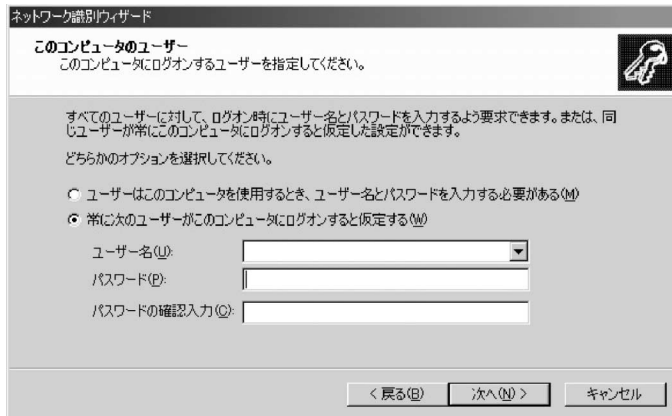 ネットワーク識別ウィザード
このコンピュータのユーザー
このコンピュータにログオンするユーザーを指定してください。
すべてのユーザーに対して、ログオン時にユーザー名とパスワードを入力するよう要求できます。または、同
じユーザーが常にこのコンピュータにログオンすると仮定した設定ができます。
どちらかのオプションを選択してください。
ユーザーはこのコンピュータを使用するとき、ユーザー名とパスワードを入力する必要がある(M)
常に次のユーザーがこのコンピュータにログオンすると仮定する(W)
ユーザー名(U):
パスワード(P):
パスワードの確認入力(C):
< 戻る(B) 次へ(N) > キャンセル